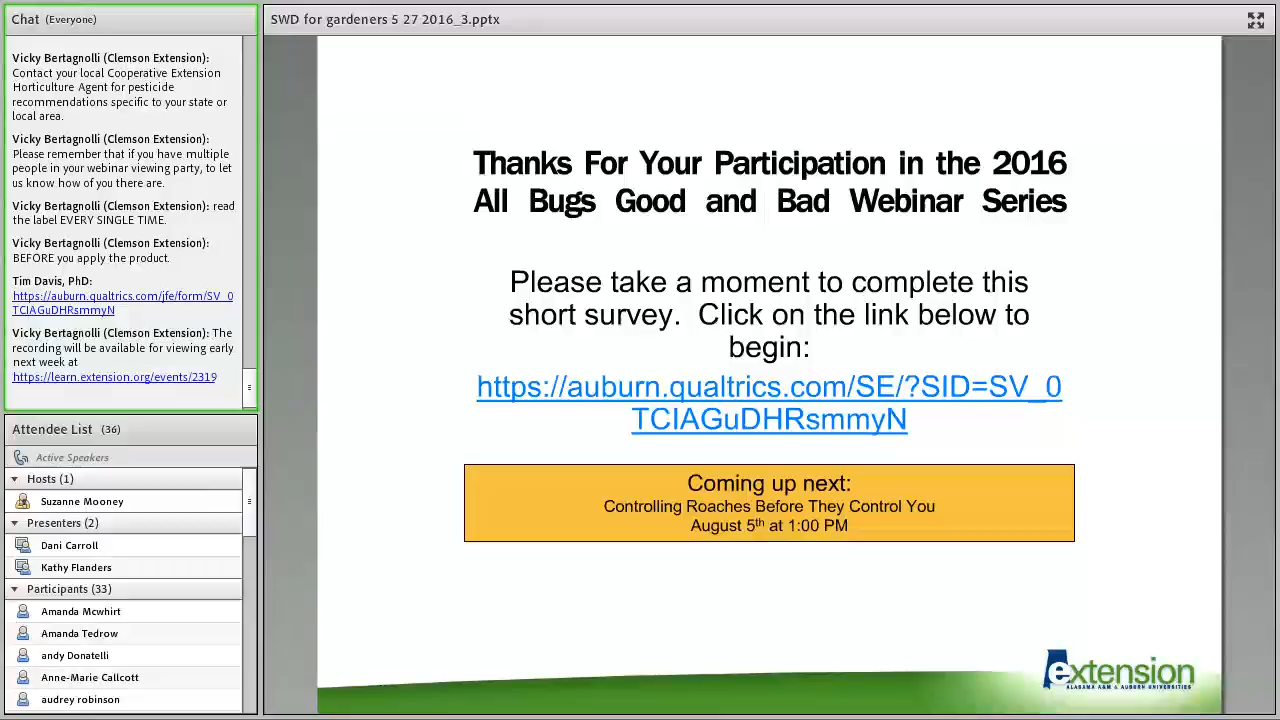 Chat (Everyone)
Vicky Bertagnolli (Clemson Extension):
Contact your local Cooperative Extension
Horticulture Agent for pesticide
recommendations specific to your state or
local area.
Vicky Bertagnolli (Clemson Extension):
Please remember that if you have multiple
people in your webinar viewing party, to let
us know how of you there are.
Vicky Bertagnolli (Clemson Extension): read
the label EVERY SINGLE TIME.
Vicky Bertagnolli (Clemson Extension):
BEFORE you apply the product.
Tim Davis, PhD:
https://auburn.qualtrics.com/jfe/form/SV_0
TCIAGuDHRsmmyN
Vicky Bertagnolli (Clemson Extension): The
recording will be available for viewing early
next week at
https://learn.extension.org/events/2319
Attendee List (36)
Active Speakers
Hosts (1)
Suzanne Mooney
Presenters (2)
Dani Carroll
Kathy Flanders
Participants (33)
Amanda Mcwhirt
Amanda Tedrow
andy Donatelli
Anne-Marie Callcott
audrey robinson
SWD for gardeners 5 27 2016_3.pptx
Thanks For Your Participation in the 2016
All Bugs Good and Bad Webinar Series
Please take a moment to complete this
short survey. Click on the link below to
begin:
https://auburn.qualtrics.com/SE/?SID=SV_0
TCIAGuDHRsmmyN
Coming up next:
Controlling Roaches Before They Control You
August 5th at 1:00 PM
extension
ALABAMA A&M & AUBURN UNIVERSITIES